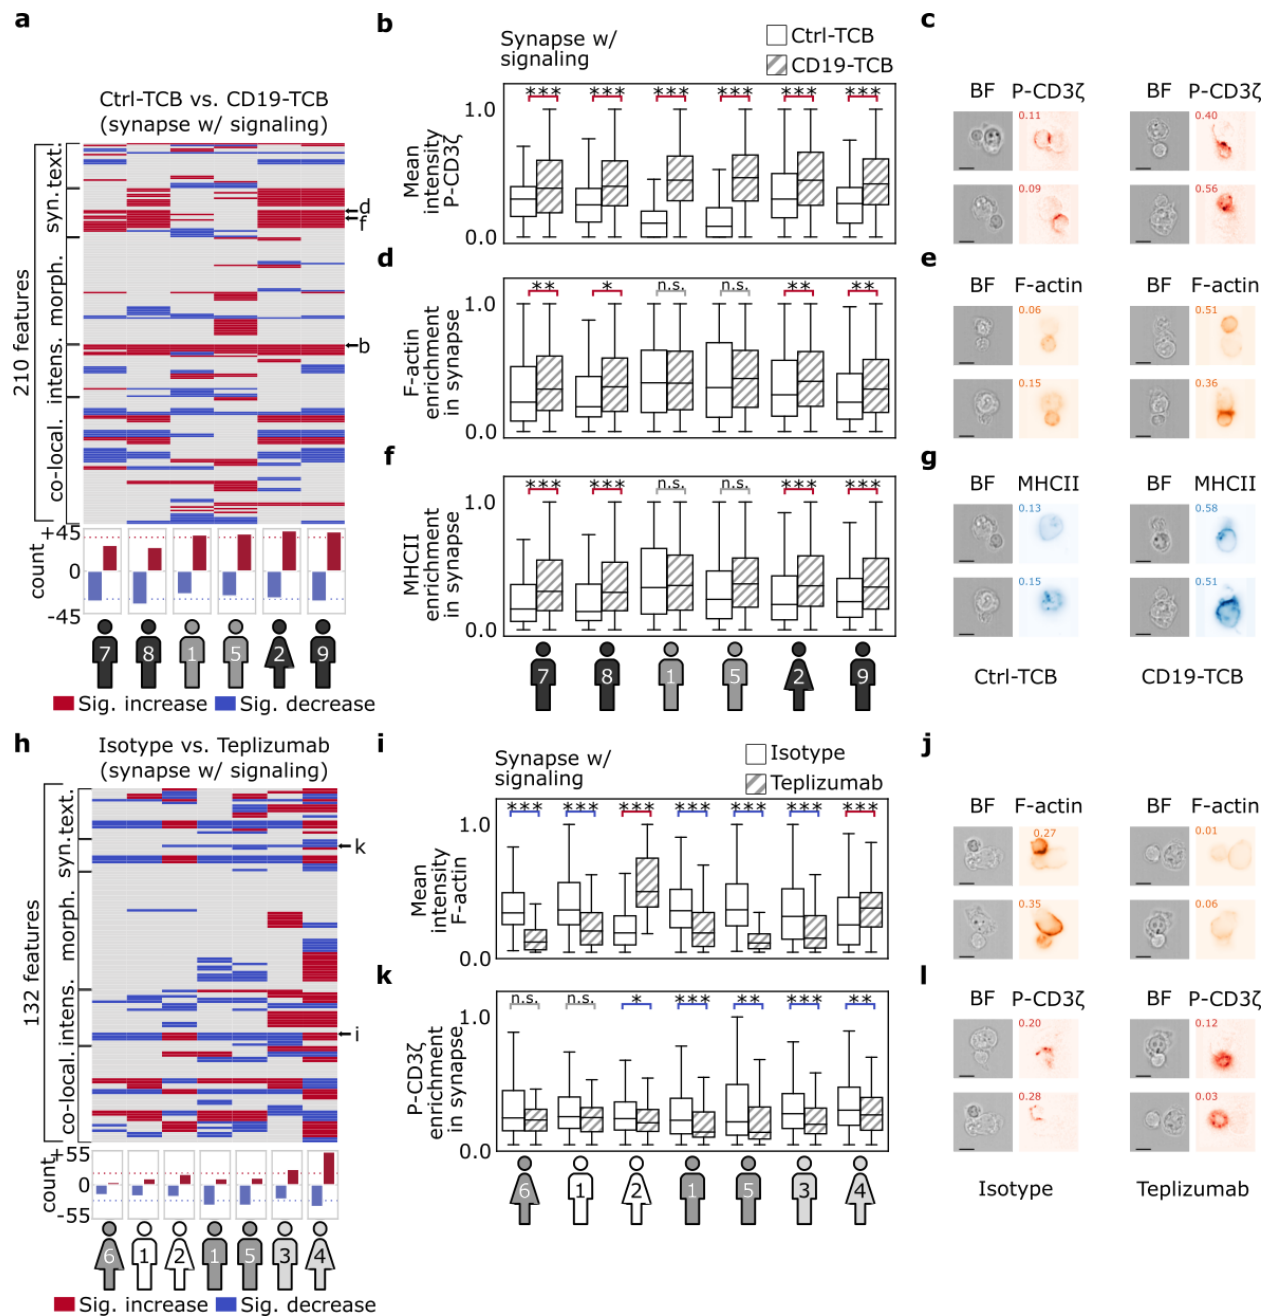 a
Ctrl-TCB vs. CD19-TCB
(synapse w/ signaling)
210 features
syn. text.
morph.
intens.
co-local.
d
f
b
count
+45
0
-45
7 8 1 5 2 9
Sig. increase Sig. decrease
b
Synapse w/
signaling
Ctrl-TCB
CD19-TCB
Mean
intensity
P-CD3ζ
1.0
0.0
*** *** *** *** *** ***
d
F-actin
enrichment
in synapse
1.0
0.0
** * n.s. n.s. ** **
f
MHCII
enrichment
in synapse
1.0
0.0
*** *** n.s. n.s. *** ***
7 8 1 5 2 9
c
BF P-CD3ζ BF P-CD3ζ
0.11 0.40
0.09 0.56
e
BF F-actin BF F-actin
0.06 0.51
0.15 0.36
g
BF MHCII BF MHCII
0.13 0.58
0.15 0.51
Ctrl-TCB CD19-TCB
h
Isotype vs. Teplizumab
(synapse w/ signaling)
132 features
syn. text.
morph.
intens.
co-local.
k
i
count
+55
0
-55
6 1 2 1 5 3 4
Sig. increase Sig. decrease
i
Synapse w/
signaling
Isotype
Teplizumab
Mean
intensity
F-actin
1.0
0.0
*** *** *** *** *** *** ***
k
P-CD3ζ
enrichment
in synapse
1.0
0.0
n.s. n.s. * *** ** *** **
6 1 2 1 5 3 4
j
BF F-actin BF F-actin
0.27 0.01
0.35 0.06
l
BF P-CD3ζ BF P-CD3ζ
0.20 0.12
0.28 0.03
Isotype Teplizumab